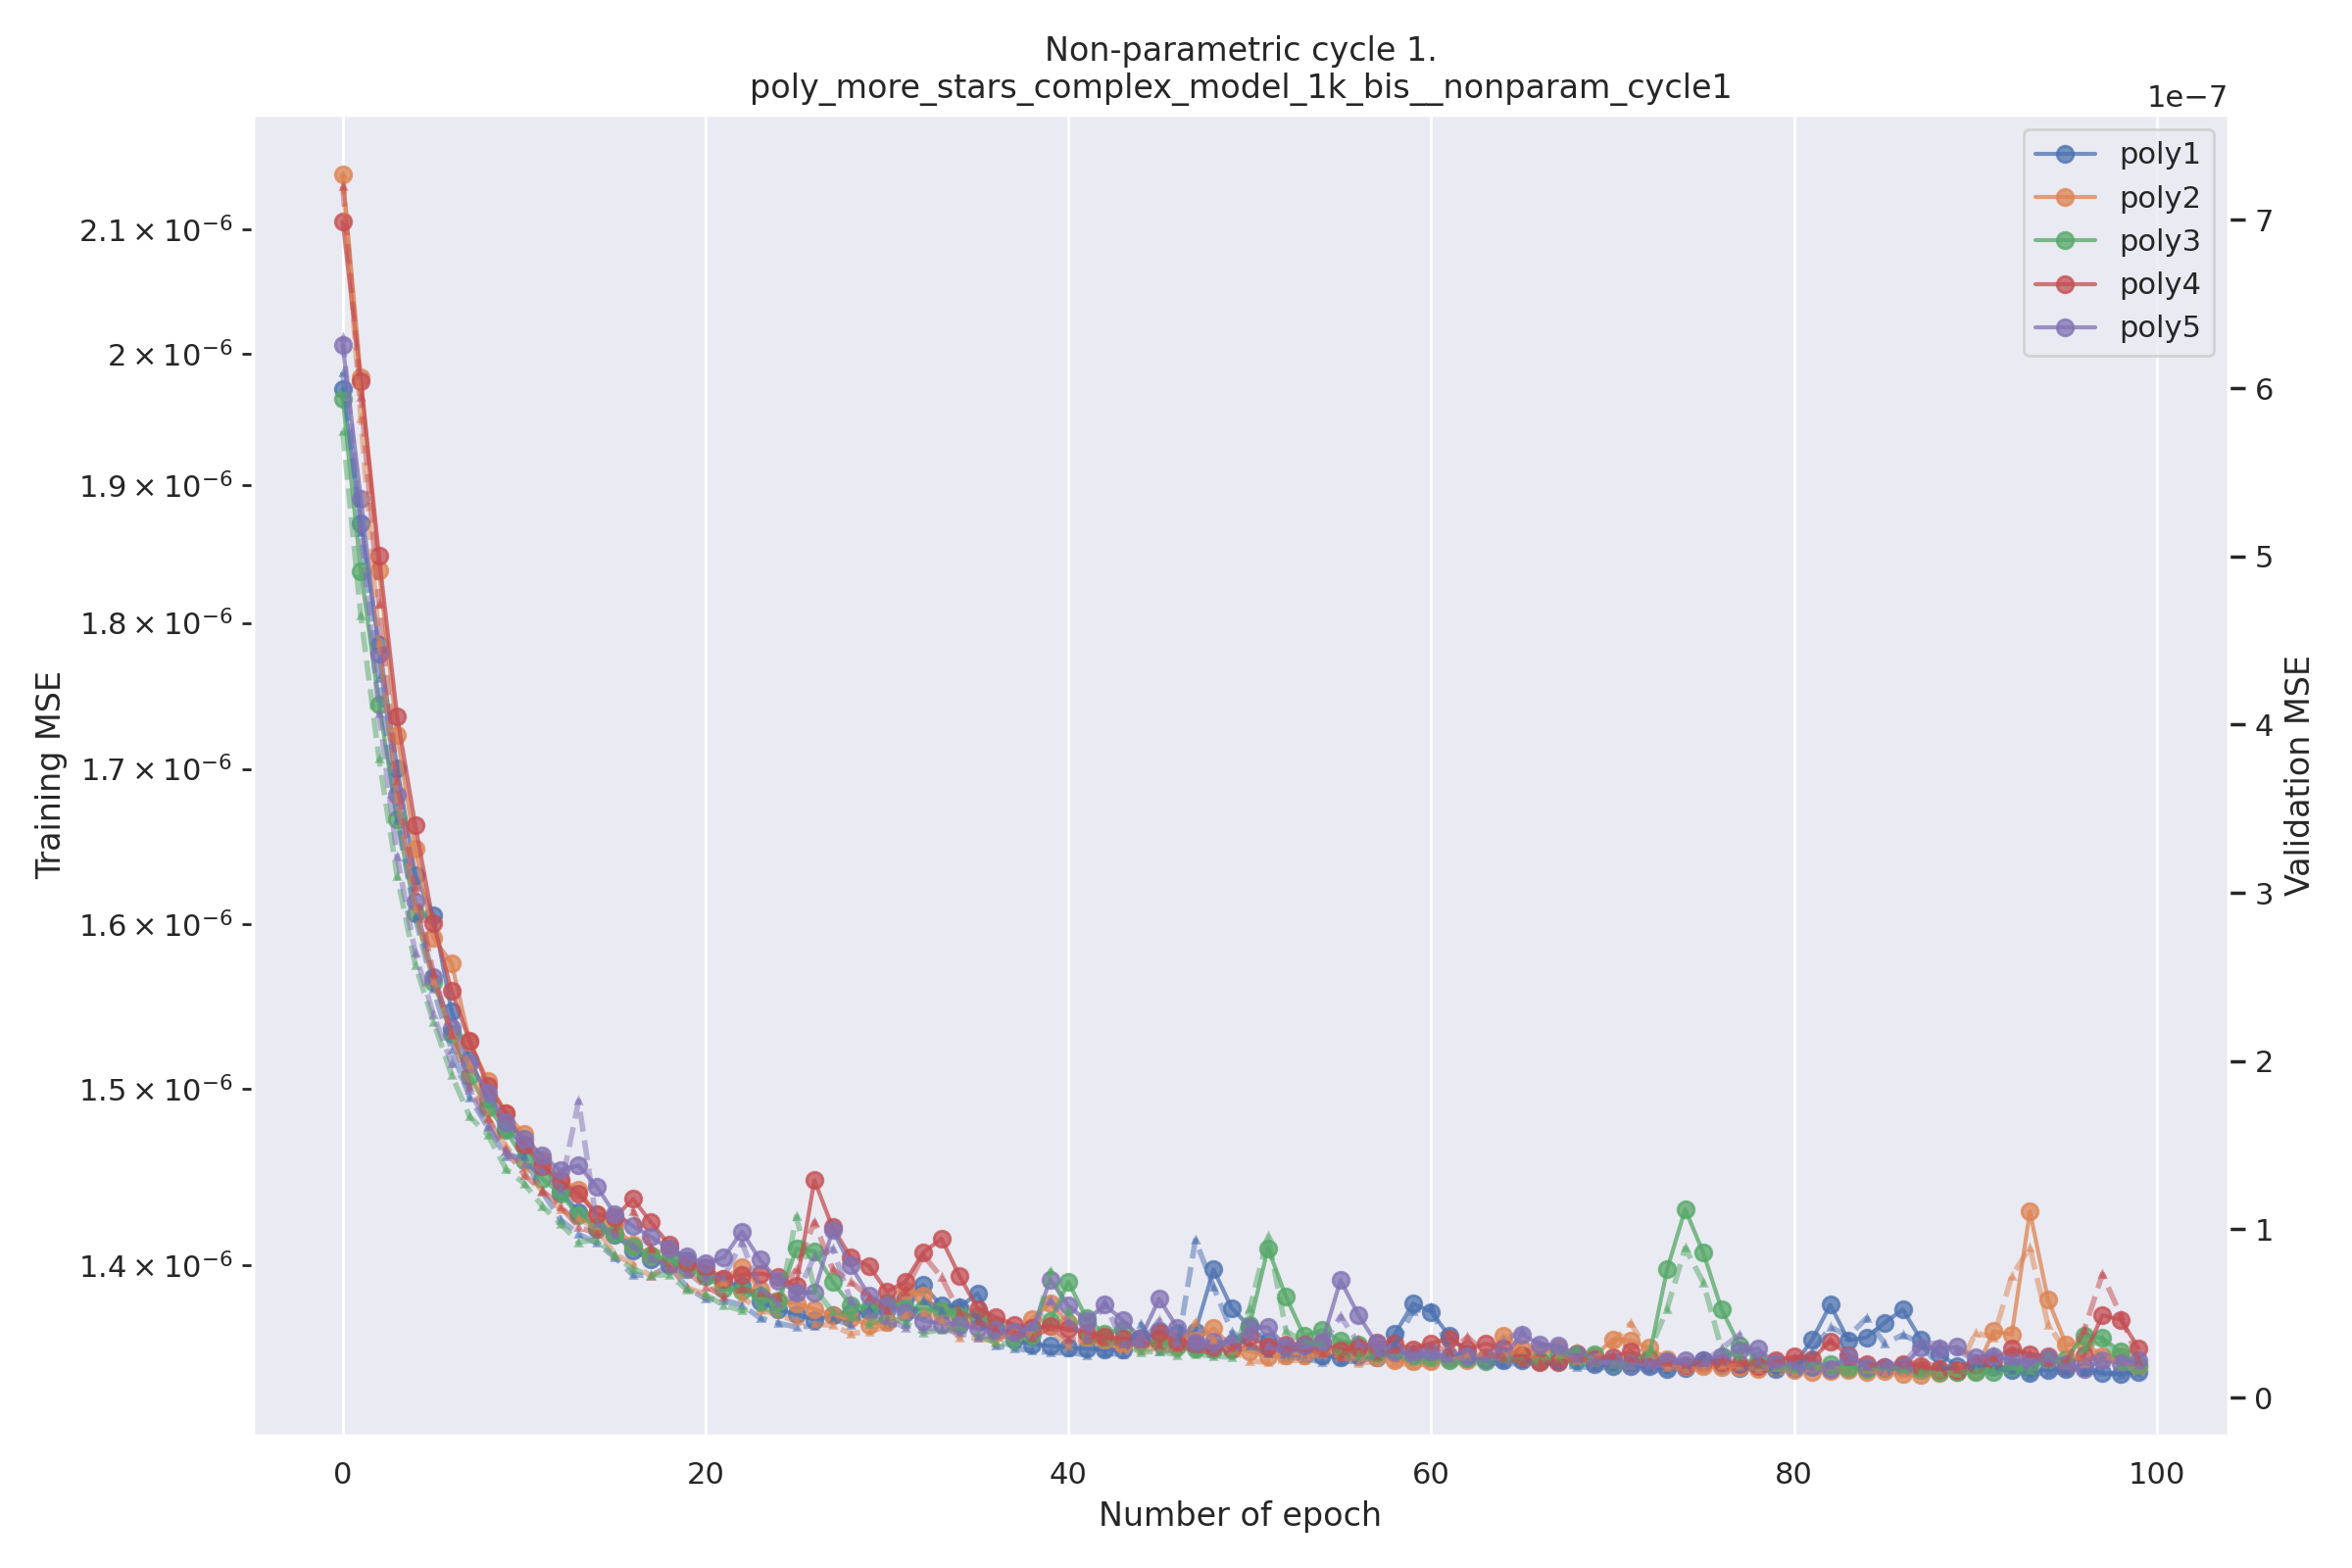 Non-parametric cycle 1.
poly_more_stars_complex_model_1k_bis__nonparam_cycle1
1e−7
poly1
poly2
poly3
poly4
poly5
2.1 × 10⁻⁶
2 × 10⁻⁶
1.9 × 10⁻⁶
1.8 × 10⁻⁶
1.7 × 10⁻⁶
1.6 × 10⁻⁶
1.5 × 10⁻⁶
1.4 × 10⁻⁶
Training MSE
7
6
5
4
3
2
1
0
Validation MSE
0 20 40 60 80 100
Number of epoch